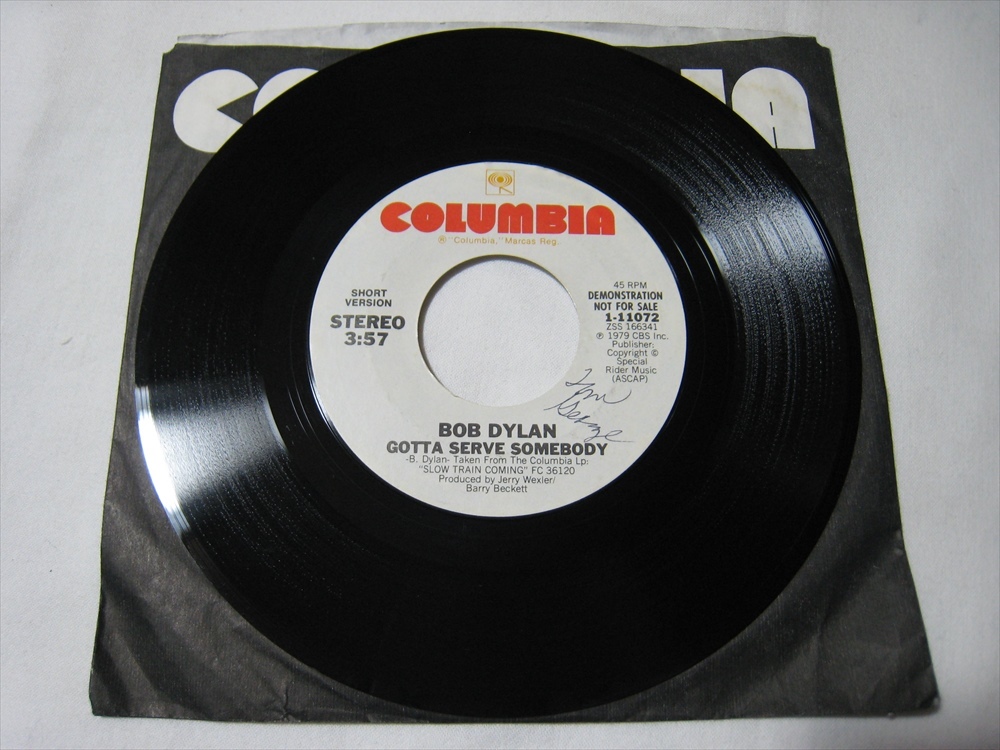 COLUMBIA
® "Columbia," Marcas Reg.
SHORT
VERSION
STEREO
3:57
45 RPM
DEMONSTRATION
NOT FOR SALE
1-11072
ZSS 166341
℗ 1979 CBS Inc.
Publisher:
Copyright ©
Special
Rider Music
(ASCAP)
Tom
George
BOB DYLAN
GOTTA SERVE SOMEBODY
-B. Dylan- Taken From The Columbia Lp:
"SLOW TRAIN COMING" FC 36120
Produced by Jerry Wexler/
Barry Beckett